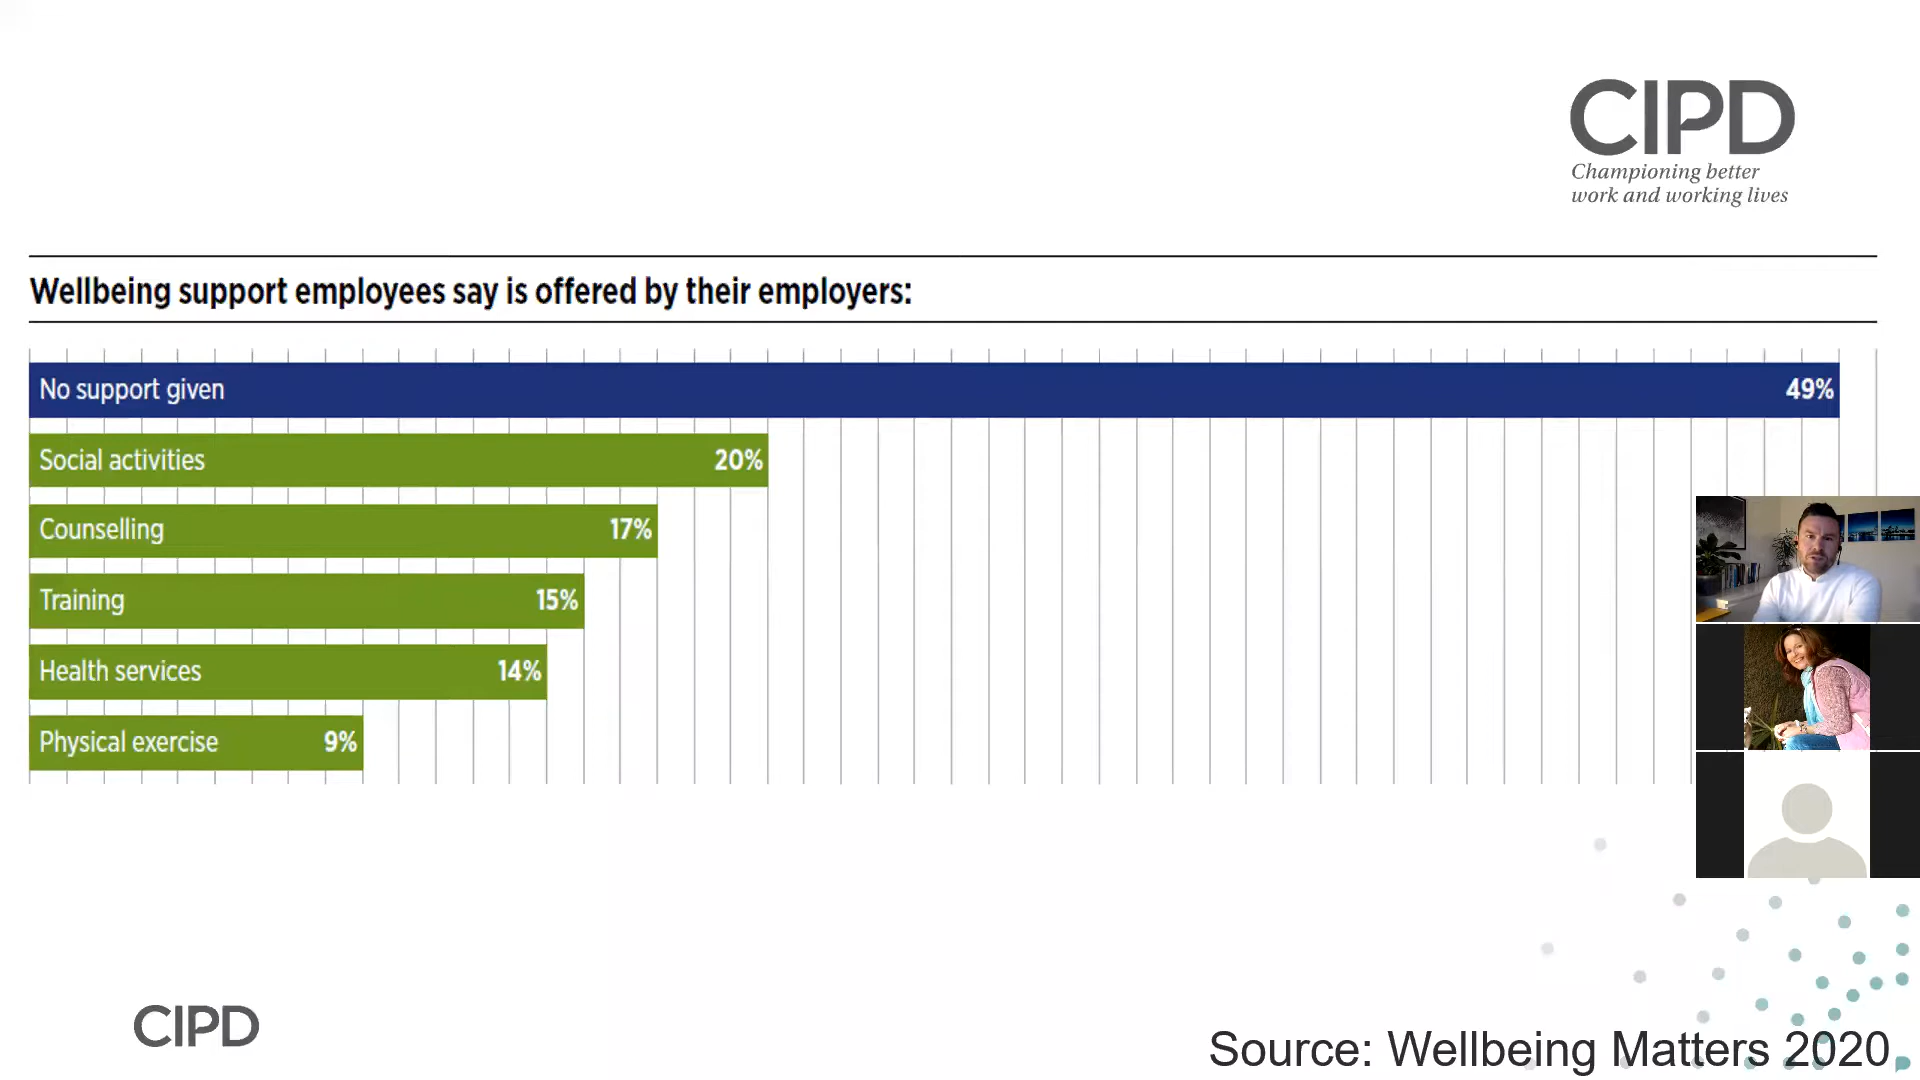 CIPD
Championing better
work and working lives
Wellbeing support employees say is offered by their employers:
No support given 49%
Social activities 20%
Counselling 17%
Training 15%
Health services 14%
Physical exercise 9%
CIPD
Source: Wellbeing Matters 2020